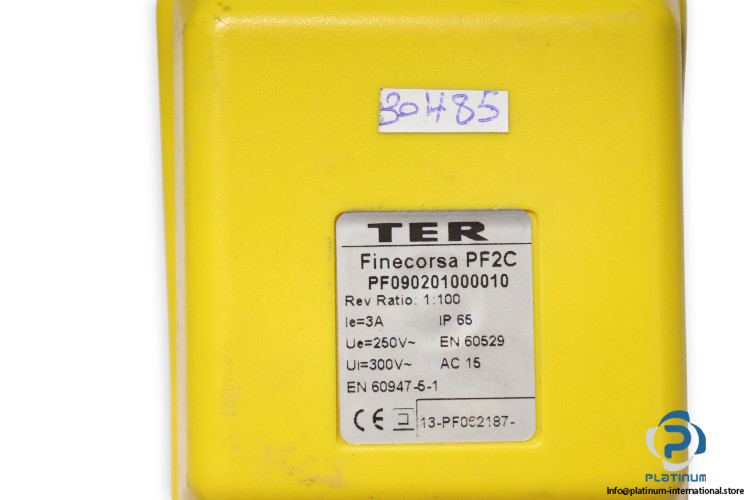 30485
TER
Finecorsa PF2C
PF090201000010
Rev Ratio: 1:100
Ie=3A IP 65
Ue=250V~ EN 60529
Ui=300V~ AC 15
EN 60947-5-1
CE 13-PF062187-
PLATINUM
Info@platinum-international.store